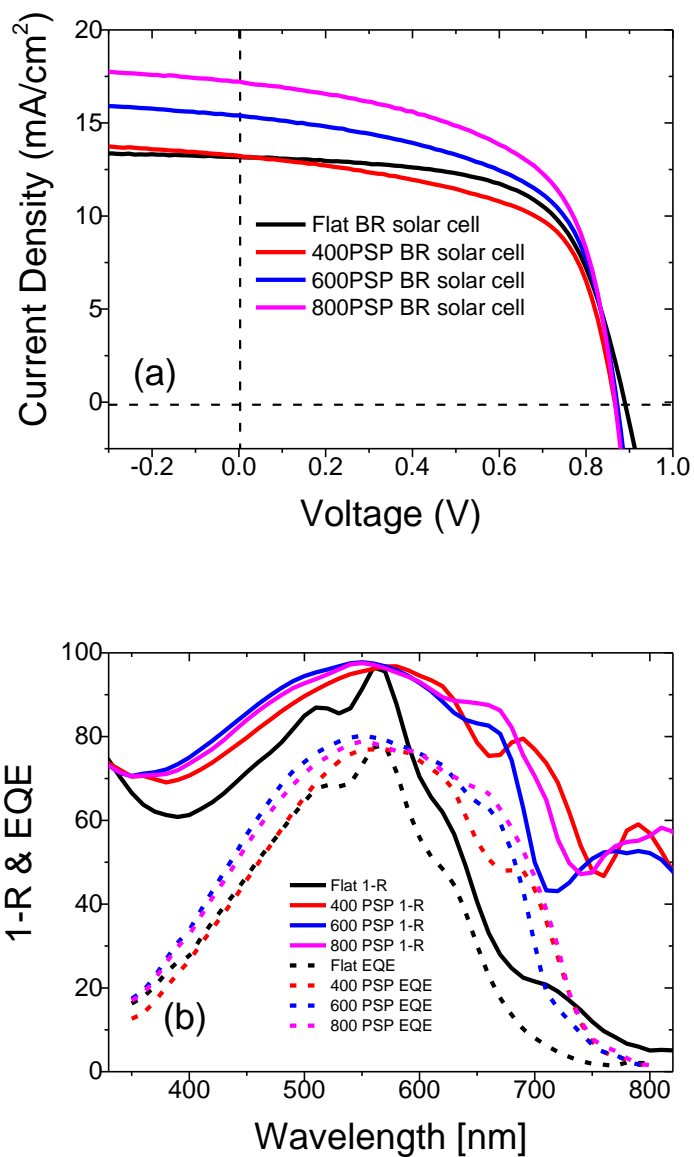 20
15
10
5
0
Current Density (mA/cm²)
Flat BR solar cell
400PSP BR solar cell
600PSP BR solar cell
800PSP BR solar cell
(a)
-0.2 0.0 0.2 0.4 0.6 0.8 1.0
Voltage (V)
100
80
60
40
20
0
1-R & EQE
Flat 1-R
400 PSP 1-R
600 PSP 1-R
800 PSP 1-R
Flat EQE
400 PSP EQE
600 PSP EQE
800 PSP EQE
(b)
400 500 600 700 800
Wavelength [nm]